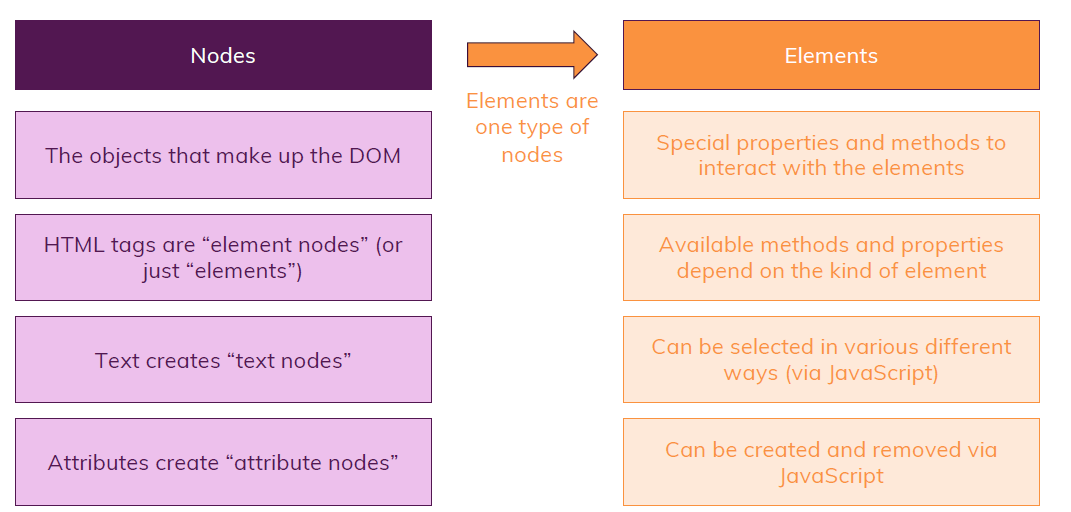 Nodes
The objects that make up the DOM
HTML tags are “element nodes” (or
just “elements”)
Text creates “text nodes”
Attributes create “attribute nodes”
Elements are
one type of
nodes
Elements
Special properties and methods to
interact with the elements
Available methods and properties
depend on the kind of element
Can be selected in various different
ways (via JavaScript)
Can be created and removed via
JavaScript